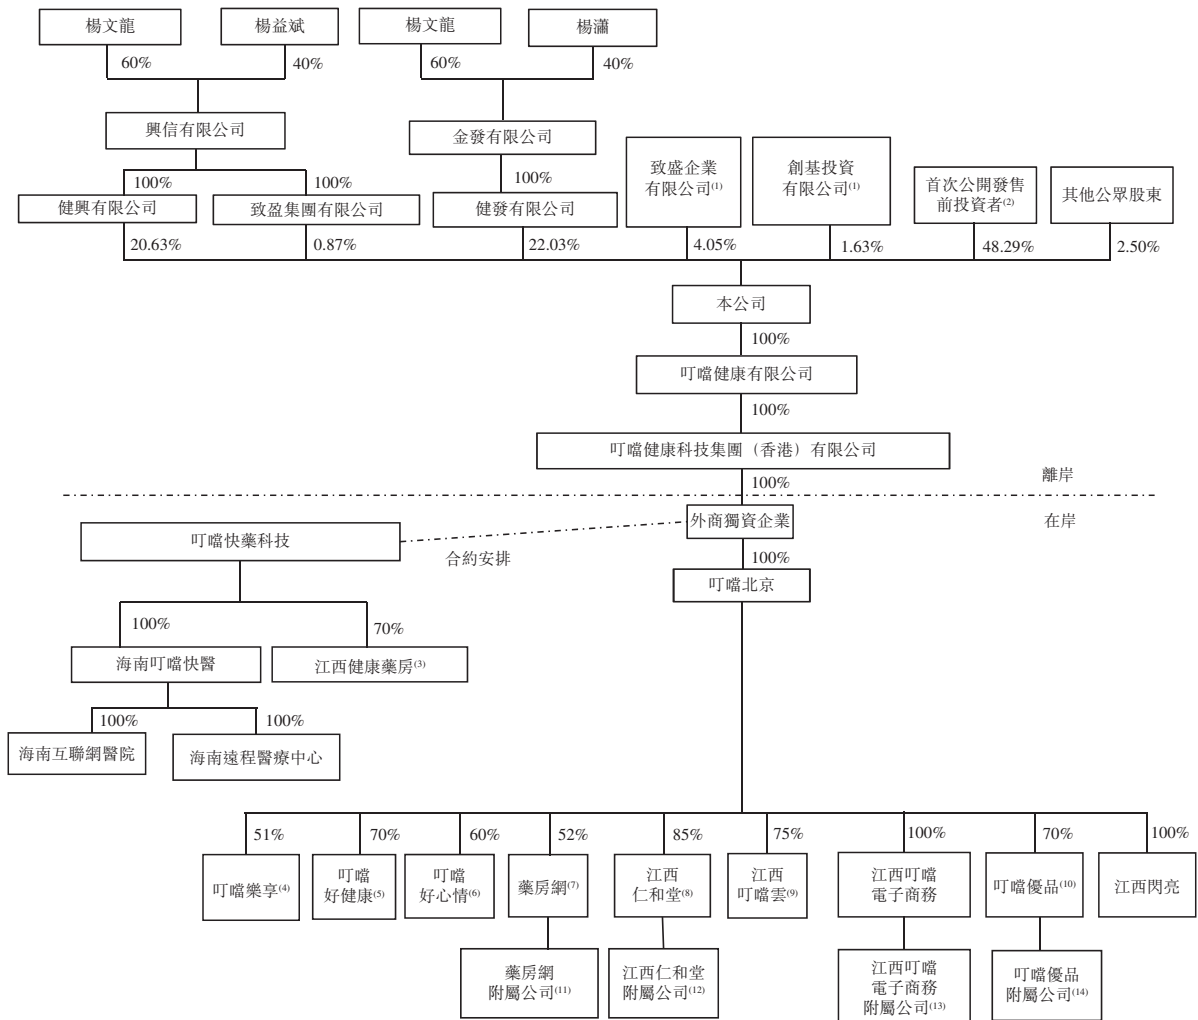 楊文龍
楊益斌
楊文龍
楊瀟
60%
40%
60%
40%
興信有限公司
金發有限公司
致盛企業
有限公司(1)
創基投資
有限公司(1)
首次公開發售
前投資者(2)
其他公眾股東
100%
100%
100%
健興有限公司
致盈集團有限公司
健發有限公司
20.63%
0.87%
22.03%
4.05%
1.63%
48.29%
2.50%
本公司
100%
叮噹健康有限公司
100%
叮噹健康科技集團（香港）有限公司
100%
離岸
在岸
外商獨資企業
叮噹快藥科技
合約安排
100%
叮噹北京
100%
70%
海南叮噹快醫
江西健康藥房(3)
100%
100%
海南互聯網醫院
海南遠程醫療中心
51%
70%
60%
52%
85%
75%
100%
70%
100%
叮噹樂享(4)
叮噹
好健康(5)
叮噹
好心情(6)
藥房網(7)
江西
仁和堂(8)
江西
叮噹雲(9)
江西叮噹
電子商務
叮噹優品(10)
江西閃亮
藥房網
附屬公司(11)
江西仁和堂
附屬公司(12)
江西叮噹
電子商務
附屬公司(13)
叮噹優品
附屬公司(14)